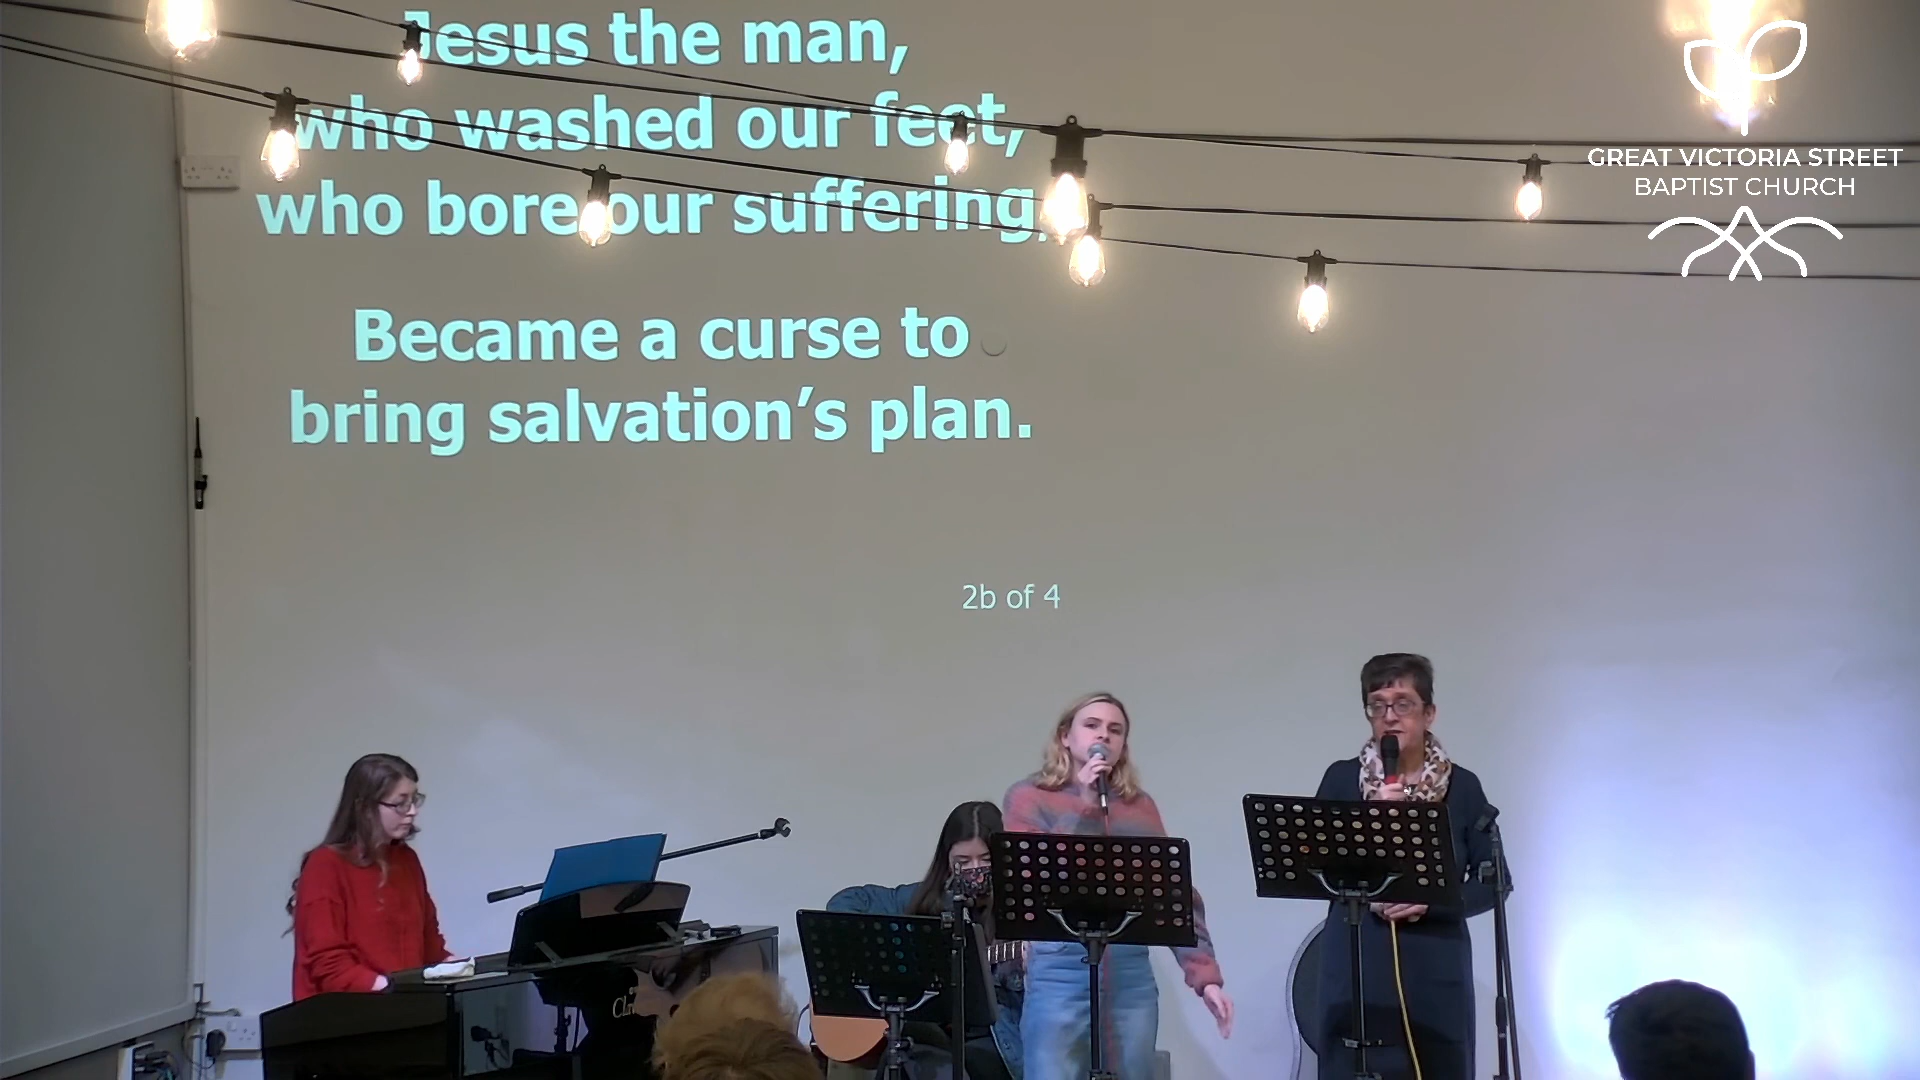 Jesus the man,
who washed our feet,
who bore our suffering,
Became a curse to
bring salvation’s plan.
2b of 4
GREAT VICTORIA STREET
BAPTIST CHURCH